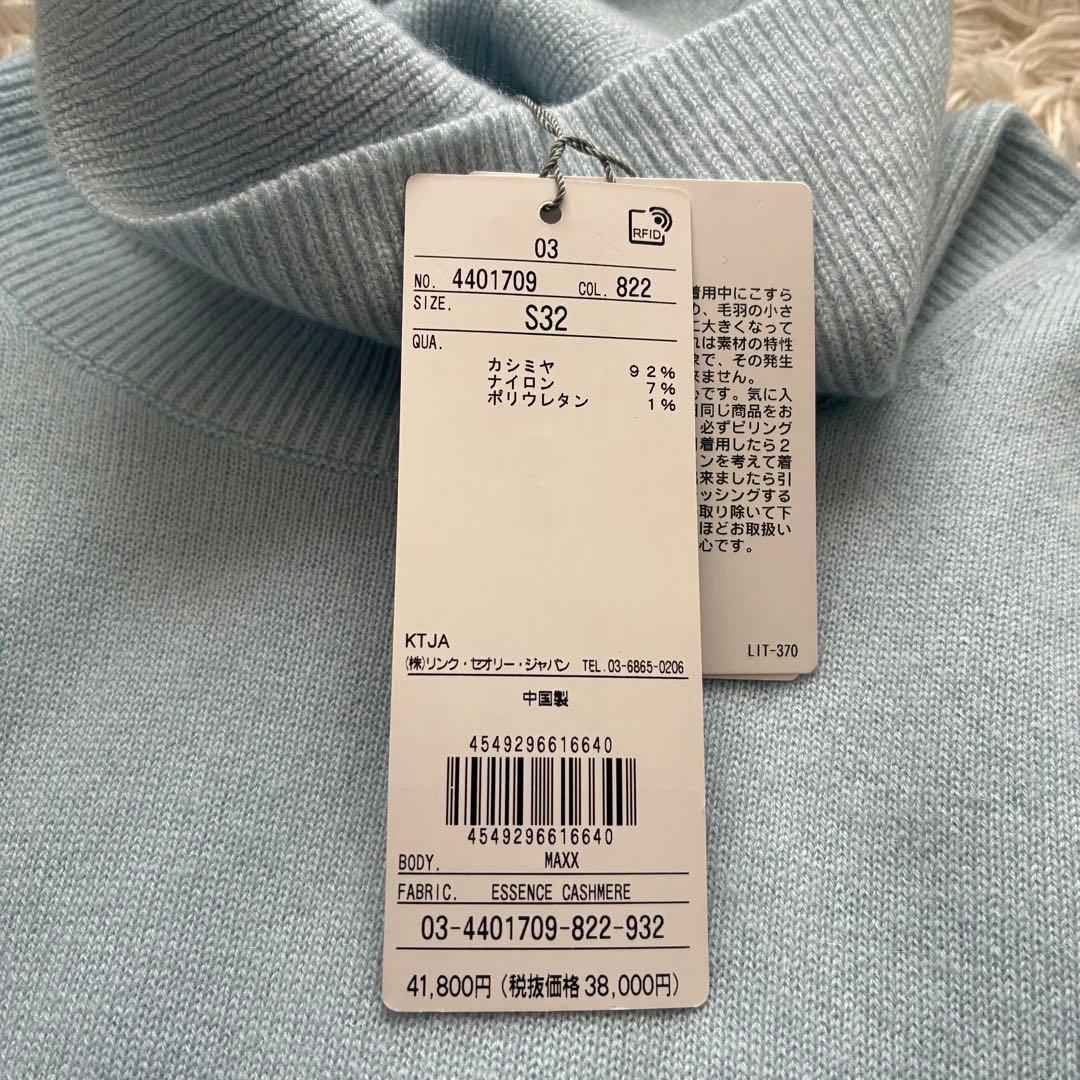 RFID
03
NO. 4401709 COL. 822
SIZE. S32
QUA.
カシミヤ 92%
ナイロン 7%
ポリウレタン 1%
KTJA
(株)リンク・セオリー・ジャパン TEL.03-6865-0206
中国製
4549296616640
4549296616640
BODY. MAXX
FABRIC. ESSENCE CASHMERE
03-4401709-822-932
41,800円(税抜価格38,000円)
着用中にこすら
、毛羽の小さ
に大きくなって
れは素材の特性
象で、その発生
来ません。
です。気に入
日同じ商品をお
必ずピリング
着用したら2
ンを考えて着
出来ましたら引
ッシングする
取り除いて下
ほどお取扱い
心です。
LIT-370